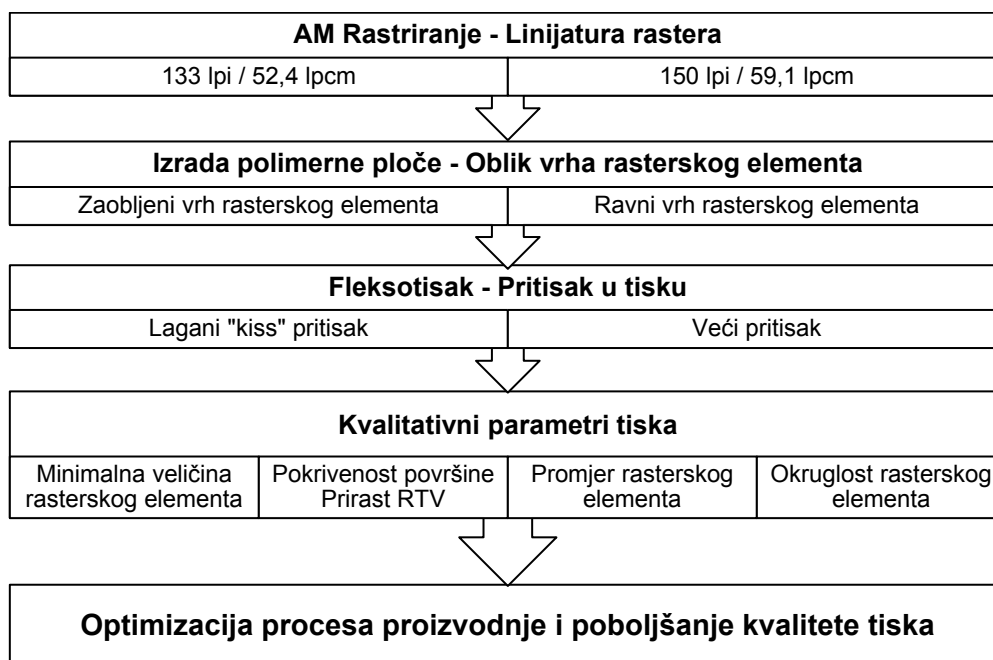 AM Rastriranje - Linijatura rastera
133 lpi / 52,4 lpcm
150 lpi / 59,1 lpcm
Izrada polimerne ploče - Oblik vrha rasterskog elementa
Zaobljeni vrh rasterskog elementa
Ravni vrh rasterskog elementa
Fleksotisak - Pritisak u tisku
Lagani "kiss" pritisak
Veći pritisak
Kvalitativni parametri tiska
Minimalna veličina
rasterskog elementa
Pokrivenost površine
Prirast RTV
Promjer rasterskog
elementa
Okruglost rasterskog
elementa
Optimizacija procesa proizvodnje i poboljšanje kvalitete tiska